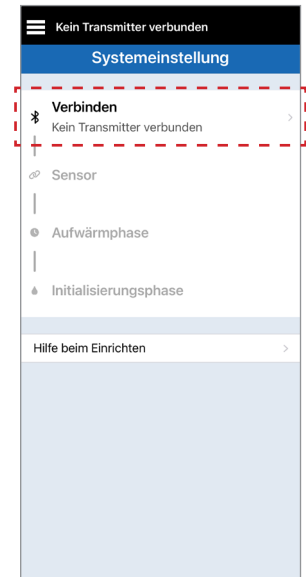 Kein Transmitter verbunden
Systemeinstellung
Verbinden
Kein Transmitter verbunden
Sensor
Aufwärmphase
Initialisierungsphase
Hilfe beim Einrichten